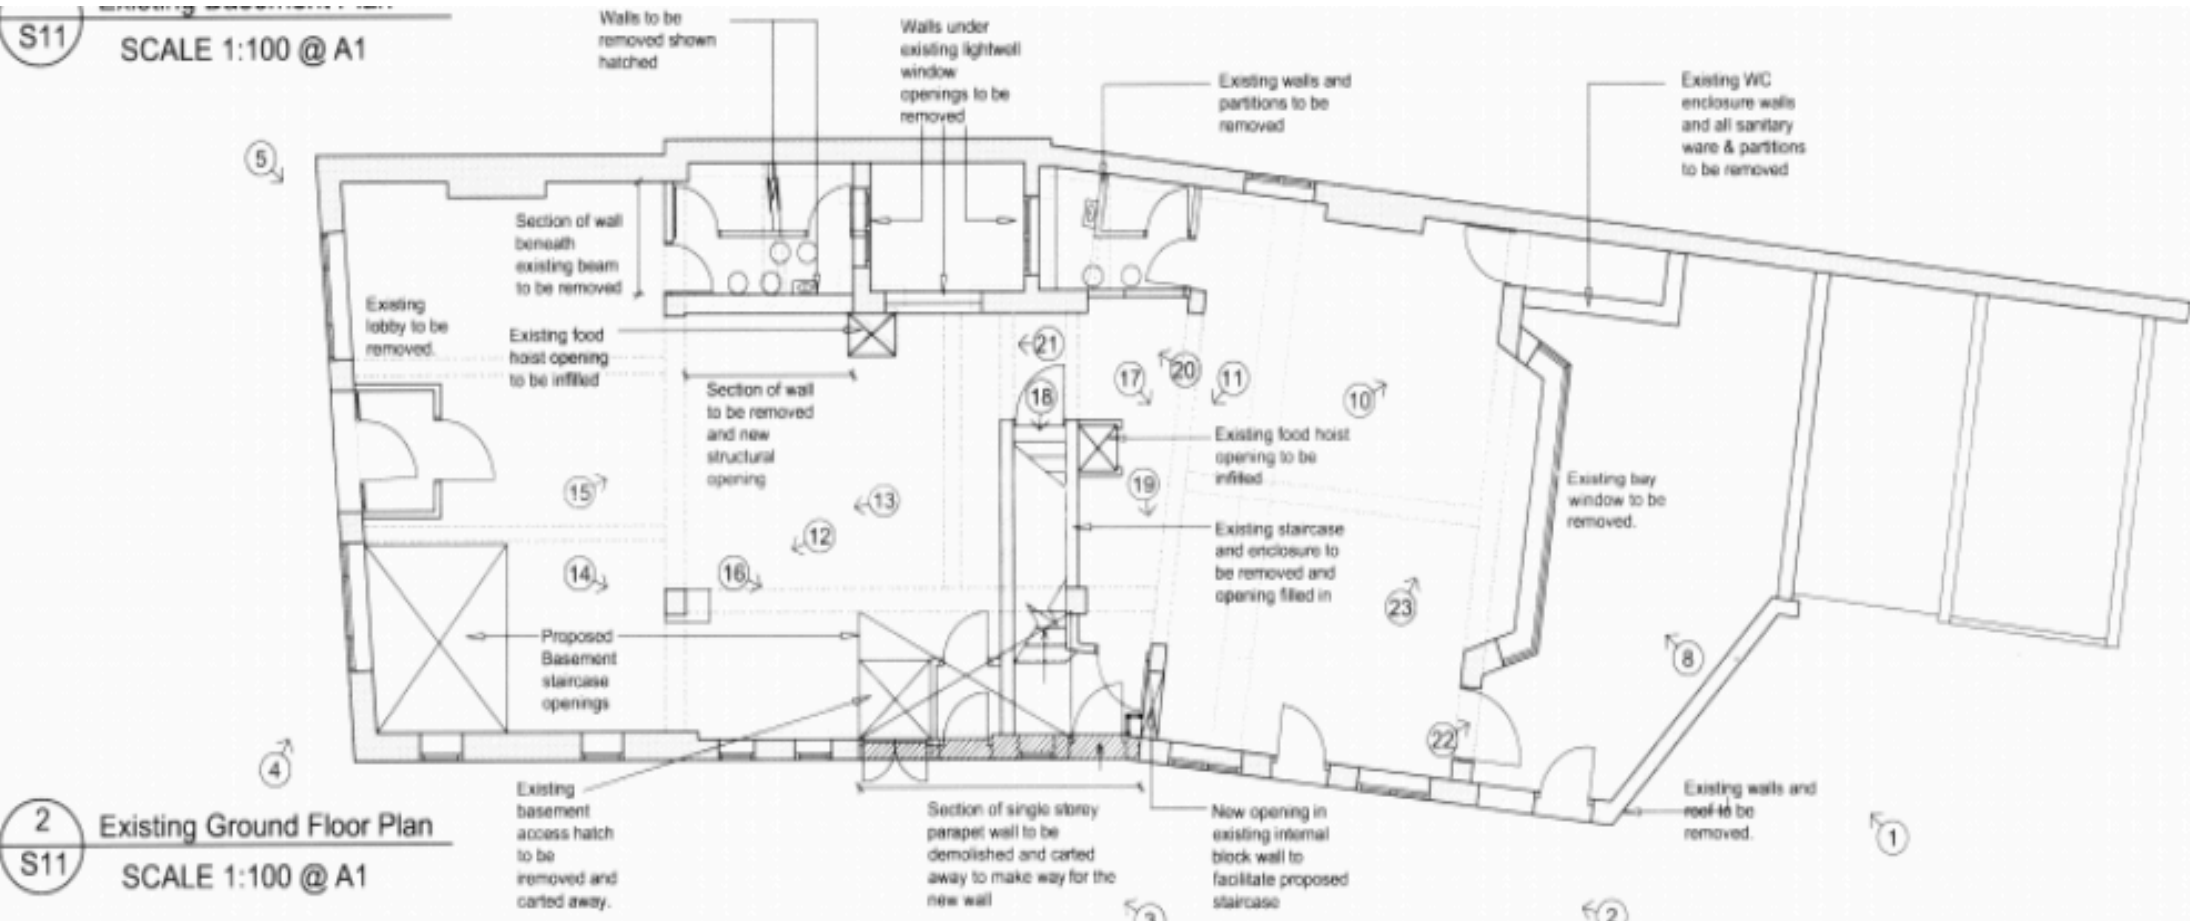 S11
SCALE 1:100 @ A1
Walls to be
removed shown
hatched
Walls under
existing lightwell
window
openings to be
removed
Existing walls and
partitions to be
removed
Existing WC
enclosure walls
and all sanitary
ware & partitions
to be removed
5
Section of wall
beneath
existing beam
to be removed
Existing
lobby to be
removed.
Existing food
hoist opening
to be infilled
Section of wall
to be removed
and new
structural
opening
21
20
17
11
18
10
Existing food hoist
opening to be
infilled
19
15
13
12
14
16
Existing bay
window to be
removed.
Existing staircase
and enclosure to
be removed and
opening filled in
23
8
Proposed
Basement
staircase
openings
22
4
1
Existing
basement
access hatch
to be
iremoved and
carted away.
Section of single storey
parapet wall to be
demolished and carted
away to make way for the
new wall
New opening in
existing internal
block wall to
facilitate proposed
staircase
Existing walls and
roof to be
removed.
3
2
2
S11
Existing Ground Floor Plan
SCALE 1:100 @ A1